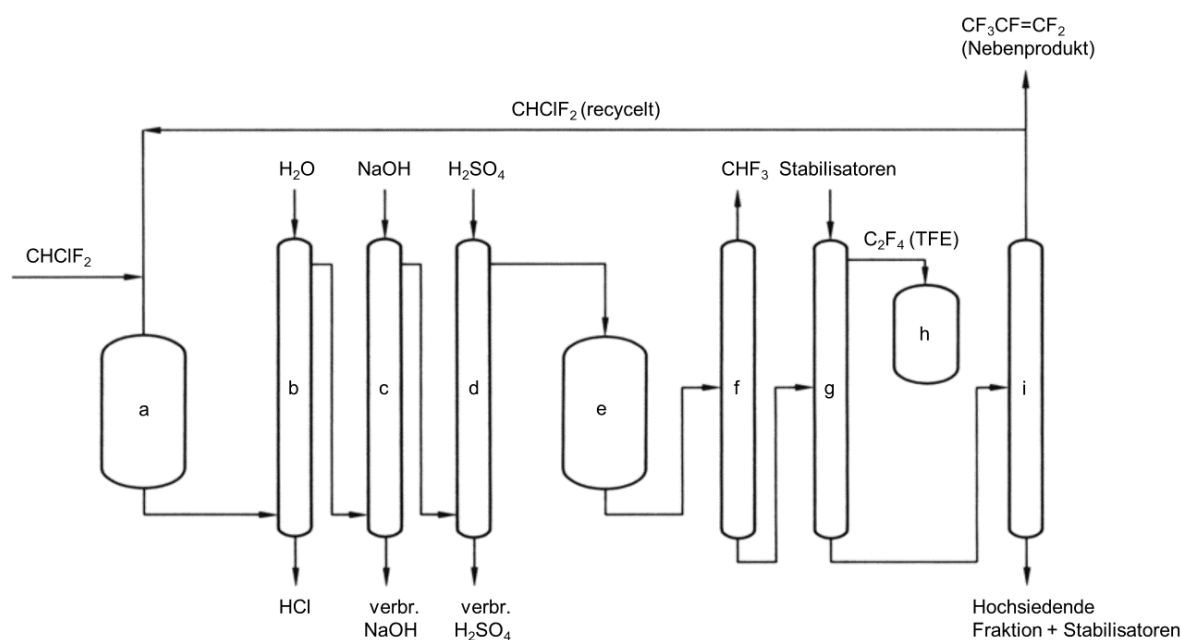 CF₃CF=CF₂
(Nebenprodukt)
CHClF₂ (recycelt)
H₂O
NaOH
H₂SO₄
CHF₃
Stabilisatoren
C₂F₄ (TFE)
CHClF₂
a
b
c
d
e
f
g
h
i
HCl
verbr.
NaOH
verbr.
H₂SO₄
Hochsiedende
Fraktion + Stabilisatoren